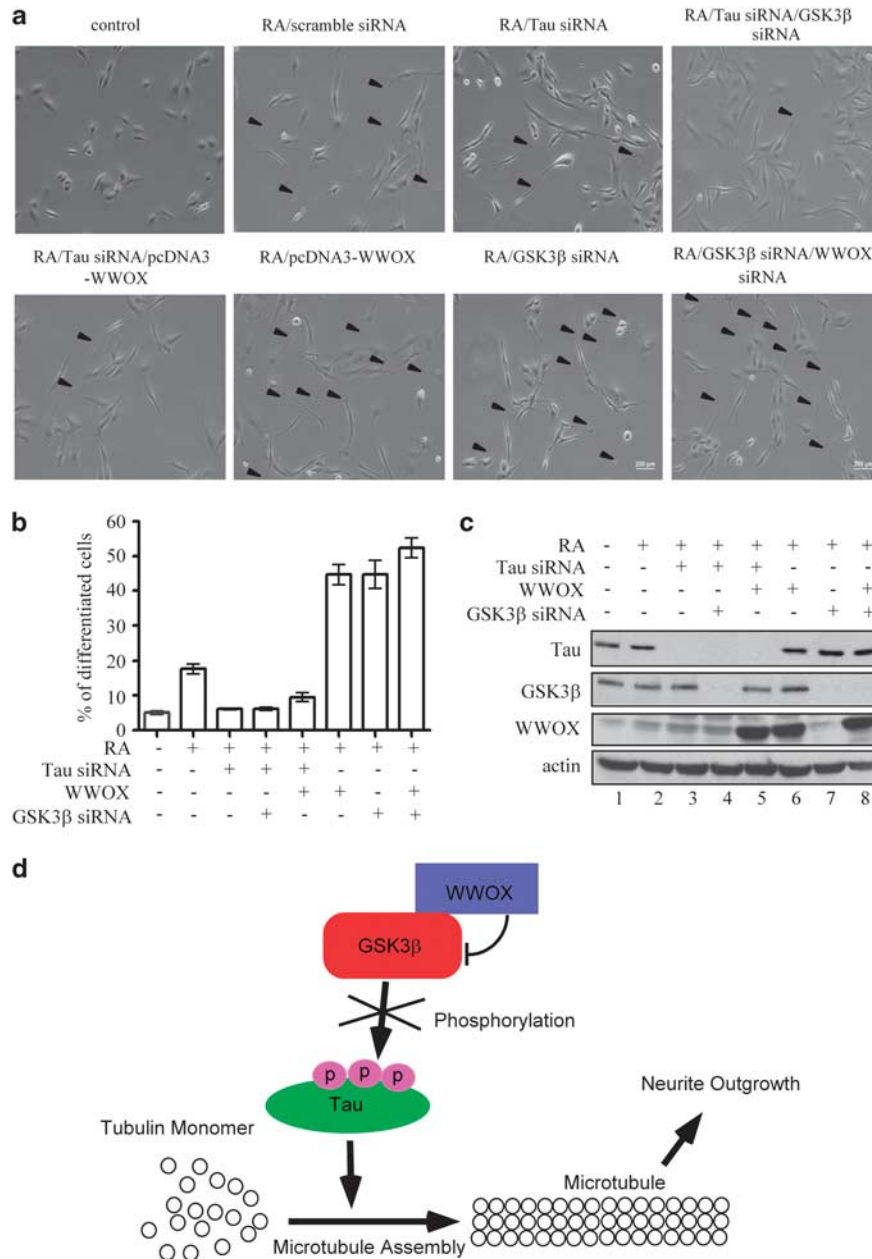 a
control
RA/scramble siRNA
RA/Tau siRNA
RA/Tau siRNA/GSK3β
siRNA
RA/Tau siRNA/pcDNA3
-WWOX
RA/pcDNA3-WWOX
RA/GSK3β siRNA
RA/GSK3β siRNA/WWOX
siRNA
200 μm
b
% of differentiated cells
60
50
40
30
20
10
0
RA - + + + + + + +
Tau siRNA - - + + + - - -
WWOX - - - - + + - +
GSK3β siRNA - - - + - - + +
c
RA - + + + + + + +
Tau siRNA - - + + + - - -
WWOX - - - - + + - +
GSK3β siRNA - - - + - - + +
Tau
GSK3β
WWOX
actin
1 2 3 4 5 6 7 8
d
WWOX
GSK3β
Phosphorylation
p p p
Tau
Neurite Outgrowth
Tubulin Monomer
Microtubule
Microtubule Assembly